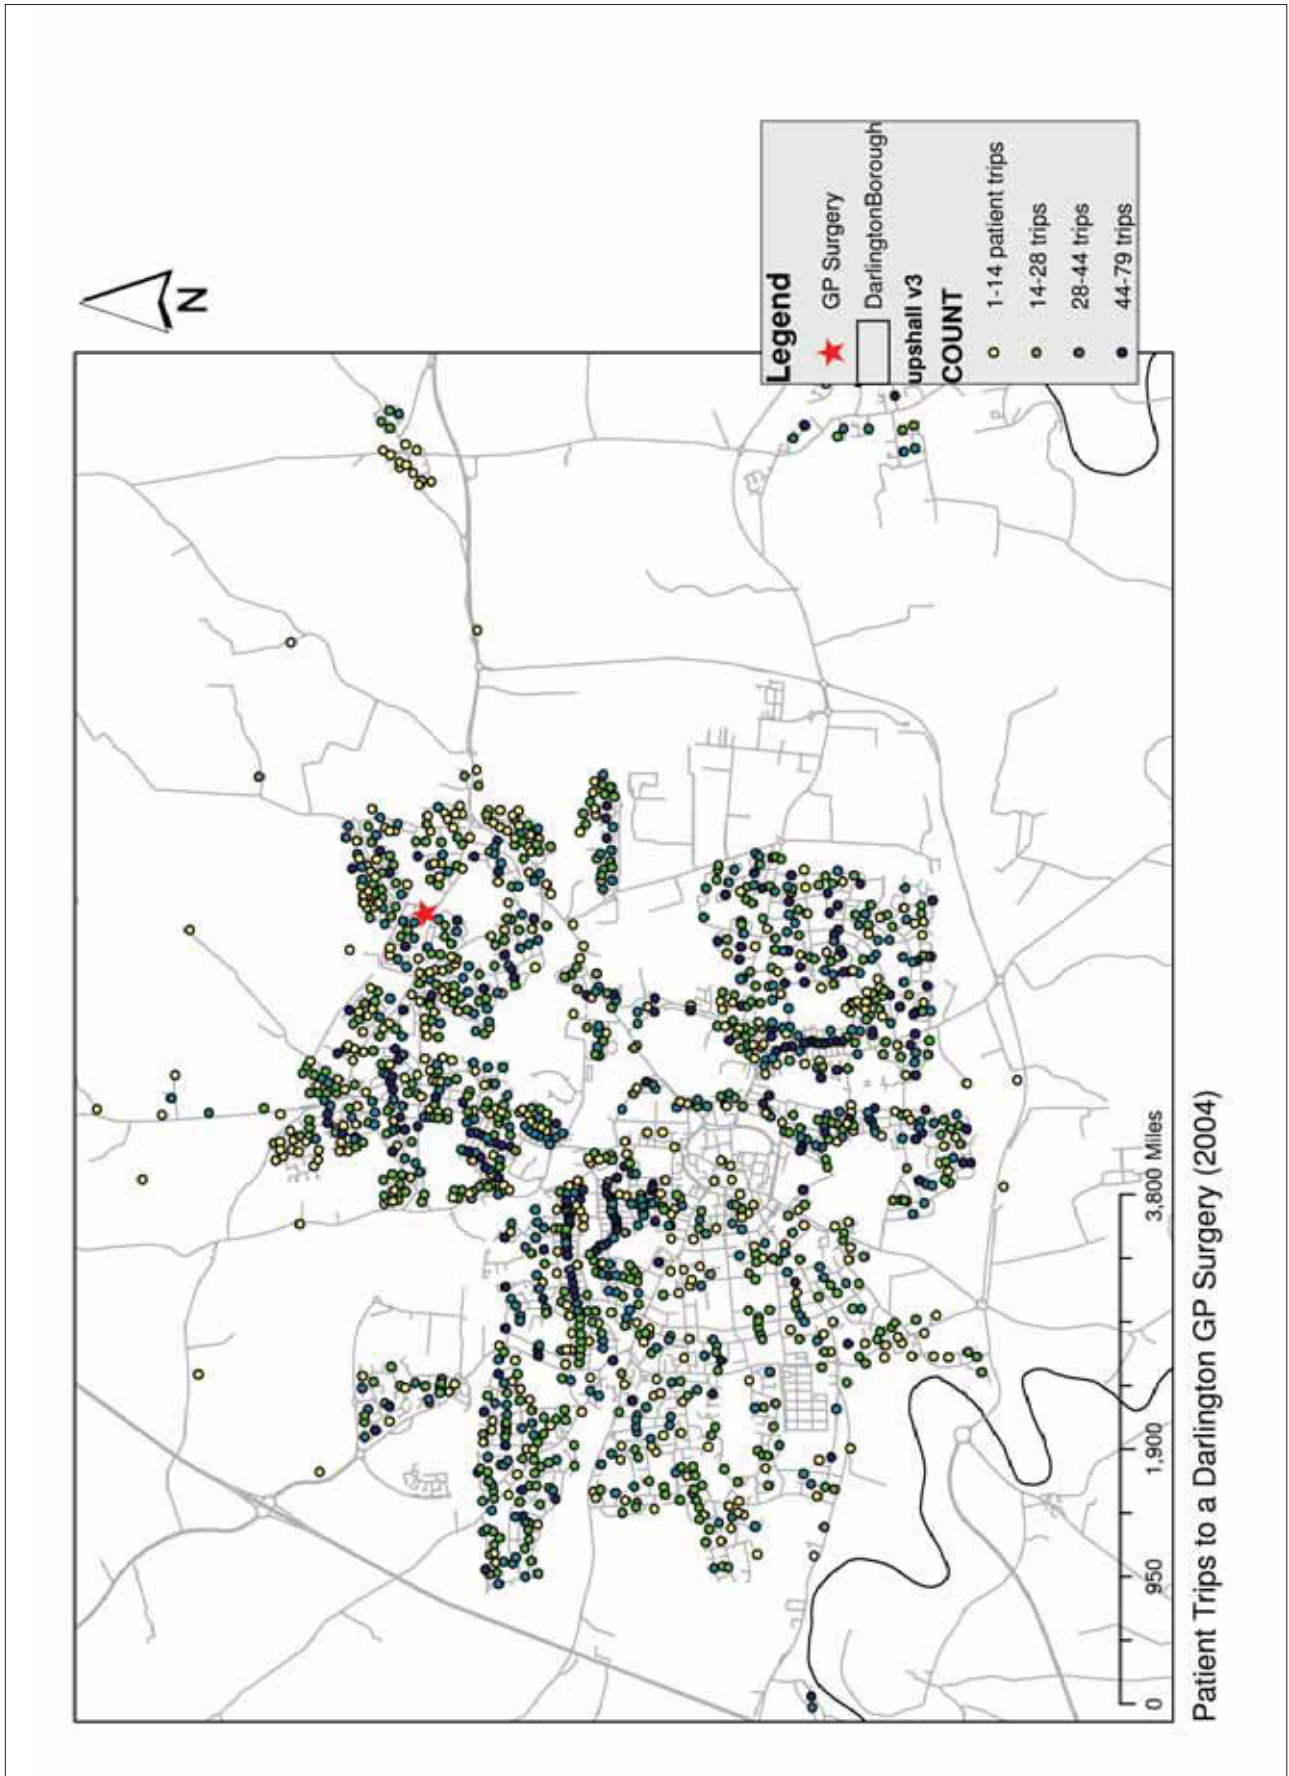 N
Legend
GP Surgery
DarlingtonBorough
upshall v3
COUNT
1-14 patient trips
14-28 trips
28-44 trips
44-79 trips
0 950 1,900 3,800 Miles
Patient Trips to a Darlington GP Surgery (2004)